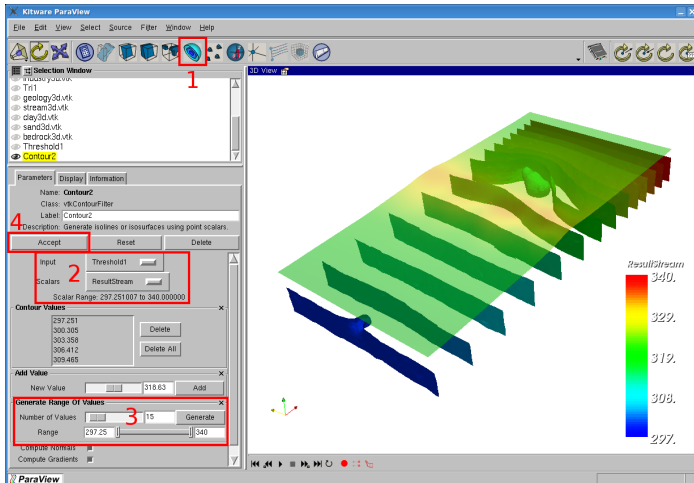 Kitware ParaView
File Edit View Select Source Filter Window Help
1
Selection Window
3D View
industry3d.vtk
Tri1
geology3d.vtk
stream3d.vtk
clay3d.vtk
sand3d.vtk
bedrock3d.vtk
Threshold1
Contour2
Parameters Display Information
Name: Contour2
Class: vtkContourFilter
Label: Contour2
4
Description: Generate isolines or isosurfaces using point scalars.
Accept Reset Delete
Input Threshold1
2
Scalars ResultStream
Scalar Range: 297.251007 to 340.000000
Contour Values
297.251
300.305
303.358
306.412
309.465
Delete
Delete All
Add Value
New Value 318.63 Add
Generate Range Of Values
Number of Values 15 Generate
3
Range 297.25 340
Compute Normals
Compute Gradients
ResultStream
340.
329.
319.
308.
297.
ParaView